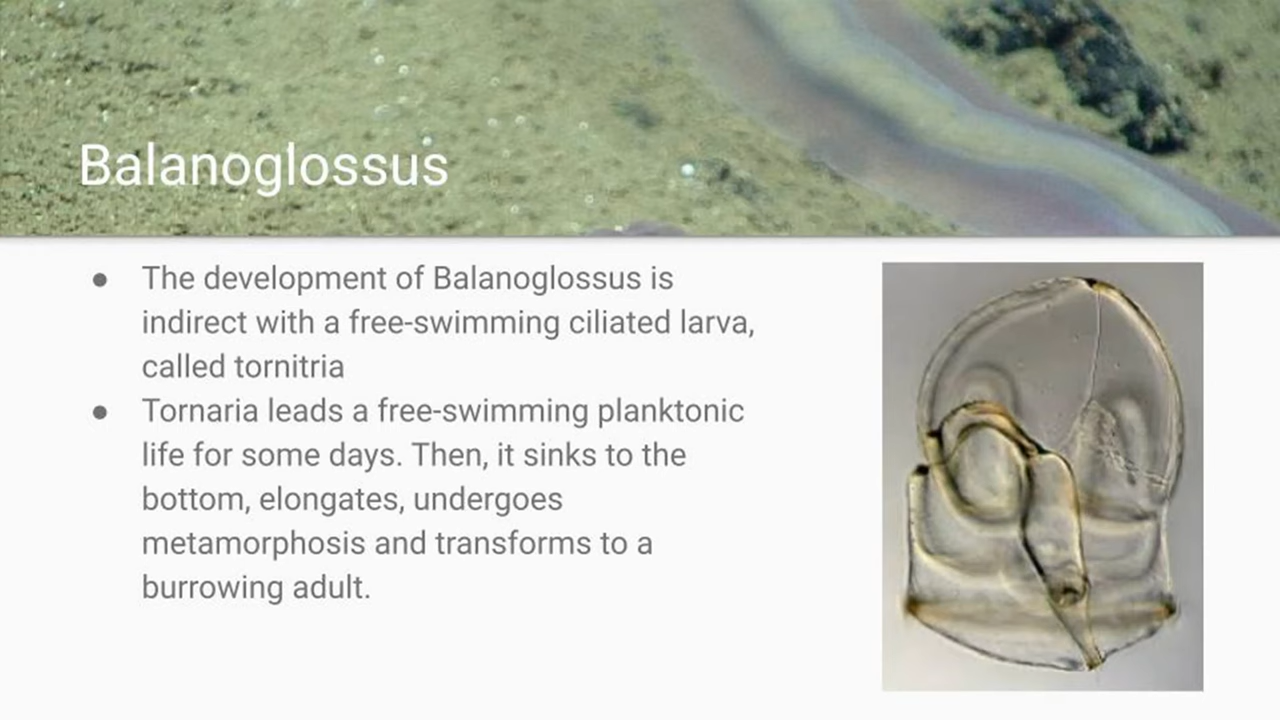 Balanoglossus
● The development of Balanoglossus is
indirect with a free-swimming ciliated larva,
called tornitria
● Tornaria leads a free-swimming planktonic
life for some days. Then, it sinks to the
bottom, elongates, undergoes
metamorphosis and transforms to a
burrowing adult.